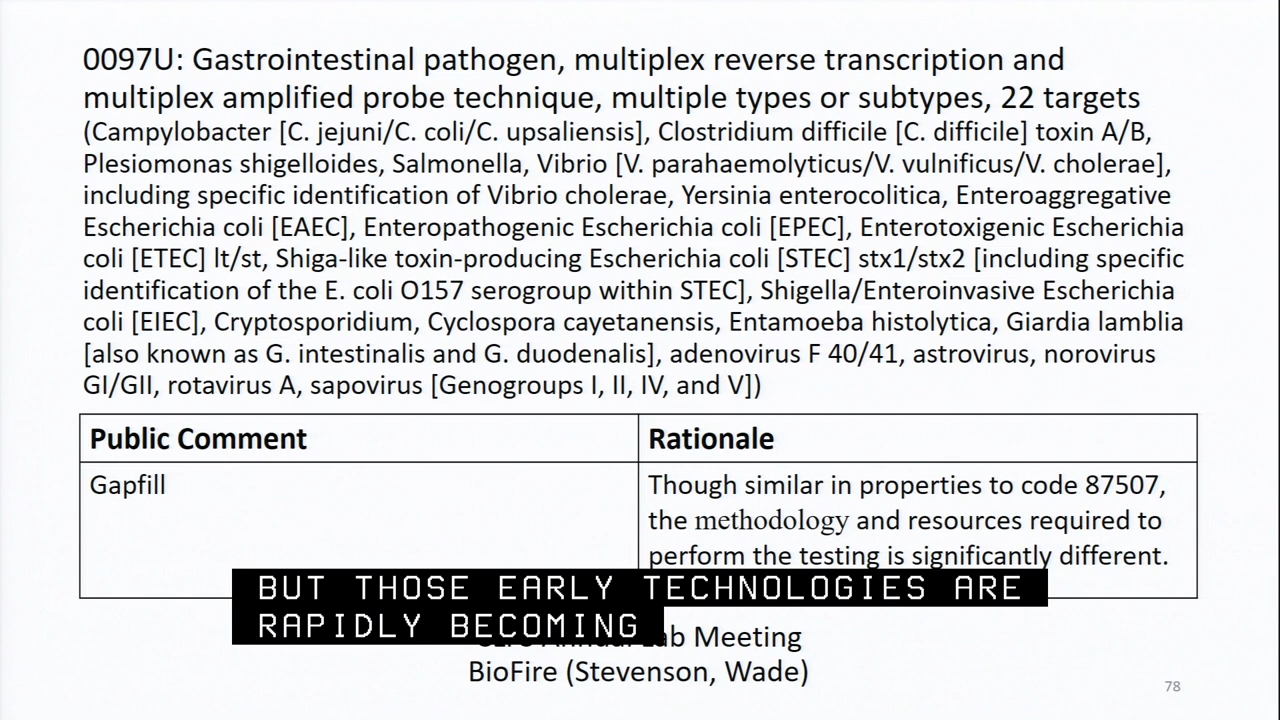 0097U: Gastrointestinal pathogen, multiplex reverse transcription and
multiplex amplified probe technique, multiple types or subtypes, 22 targets
(Campylobacter [C. jejuni/C. coli/C. upsaliensis], Clostridium difficile [C. difficile] toxin A/B,
Plesiomonas shigelloides, Salmonella, Vibrio [V. parahaemolyticus/V. vulnificus/V. cholerae],
including specific identification of Vibrio cholerae, Yersinia enterocolitica, Enteroaggregative
Escherichia coli [EAEC], Enteropathogenic Escherichia coli [EPEC], Enterotoxigenic Escherichia
coli [ETEC] lt/st, Shiga-like toxin-producing Escherichia coli [STEC] stx1/stx2 [including specific
identification of the E. coli O157 serogroup within STEC], Shigella/Enteroinvasive Escherichia
coli [EIEC], Cryptosporidium, Cyclospora cayetanensis, Entamoeba histolytica, Giardia lamblia
[also known as G. intestinalis and G. duodenalis], adenovirus F 40/41, astrovirus, norovirus
GI/GII, rotavirus A, sapovirus [Genogroups I, II, IV, and V])
Public Comment
Rationale
Gapfill
Though similar in properties to code 87507,
the methodology and resources required to
perform the testing is significantly different.
BUT THOSE EARLY TECHNOLOGIES ARE
RAPIDLY BECOMING
Meeting
BioFire (Stevenson, Wade)
78